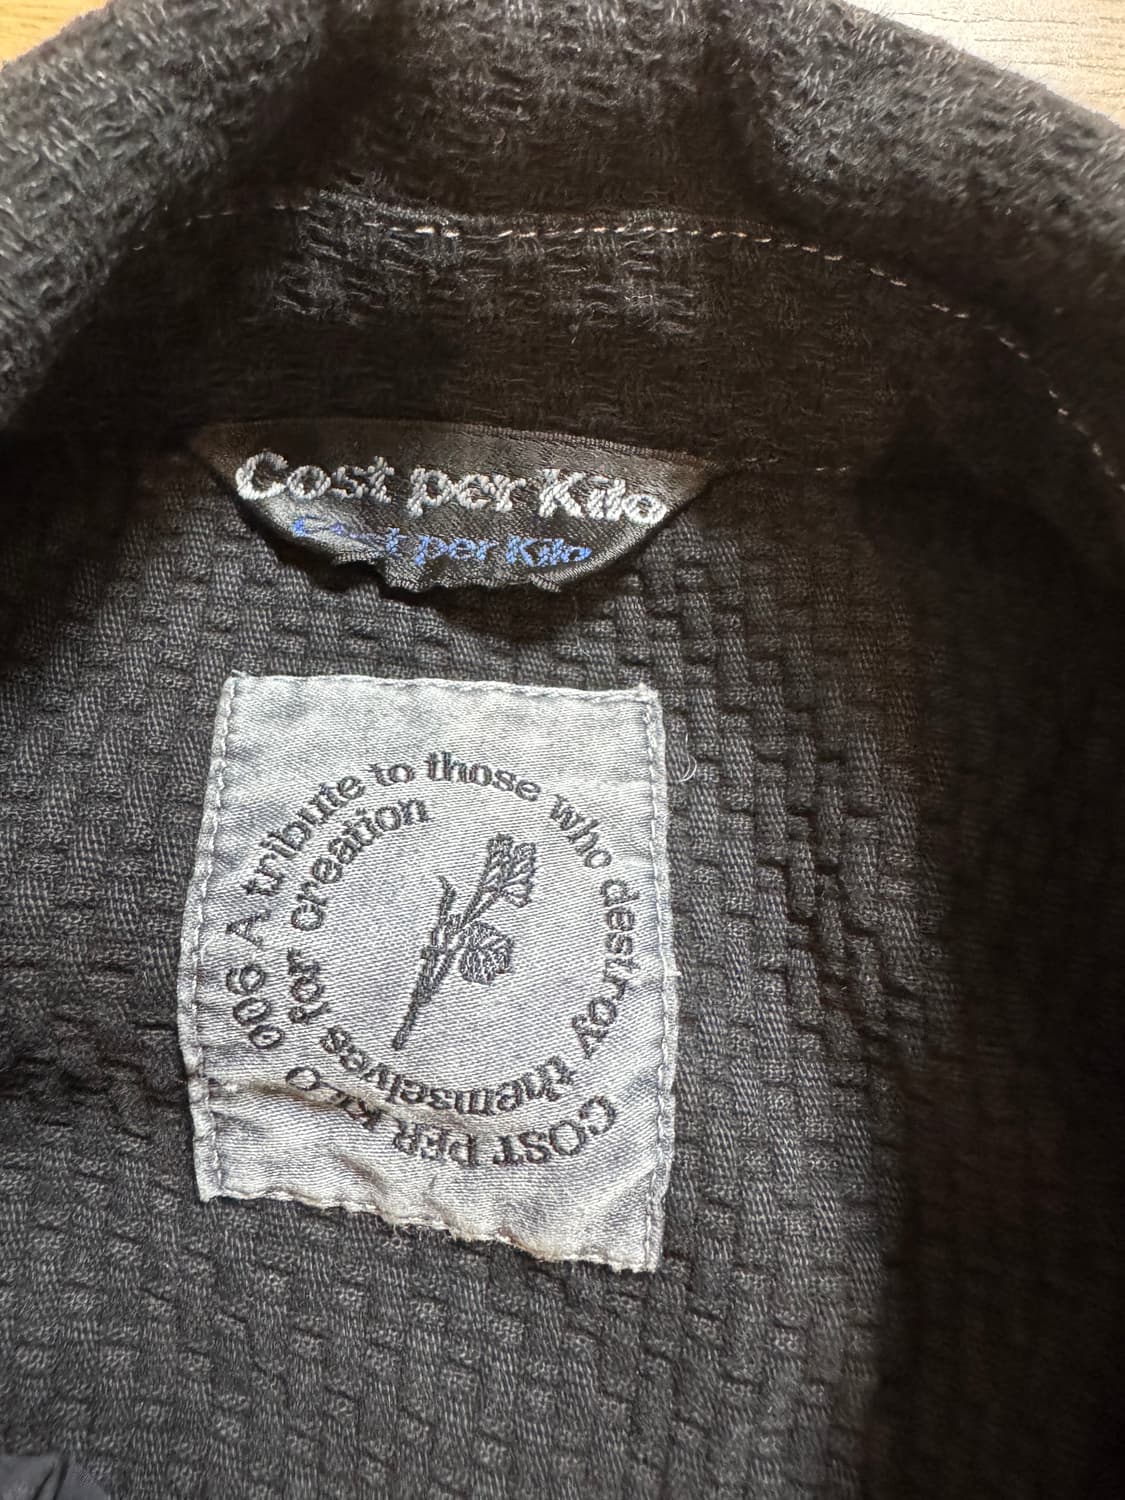 Cost per Kilo
Cost per Kilo
006 A tribute to those who destroy themselves for creation
COST PER KILO